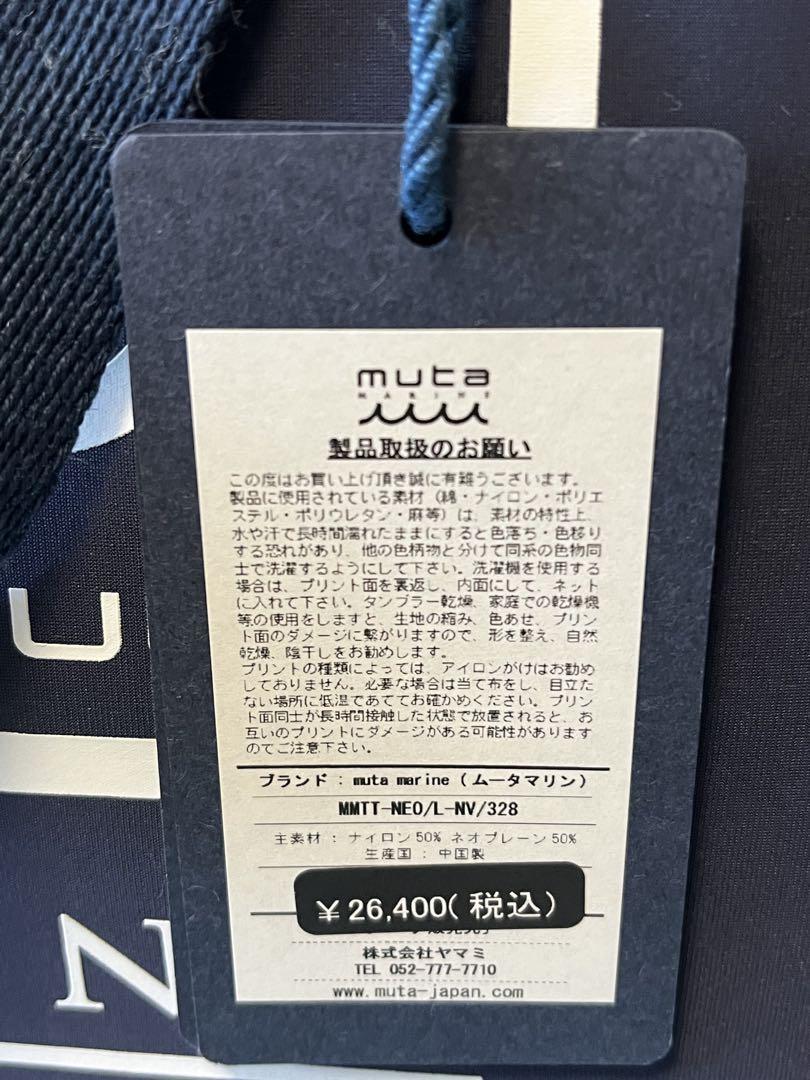 muta
MARINE
製品取扱のお願い
この度はお買い上げ頂き誠に有難うございます。
製品に使用されている素材（綿・ナイロン・ポリエ
ステル・ポリウレタン・麻等）は、素材の特性上、
水や汗で長時間濡れたままにすると色落ち・色移り
する恐れがあり、他の色柄物と分けて同系の色物同
士で洗濯するようにして下さい。洗濯機を使用する
場合は、プリント面を裏返し、内面にして、ネット
に入れて下さい。タンブラー乾燥、家庭での乾燥機
等の使用をしますと、生地の縮み、色あせ、プリン
ト面のダメージに繋がりますので、形を整え、自然
乾燥、陰干しをお勧めします。
プリントの種類によっては、アイロンがけはお勧め
しておりません。必要な場合は当て布をし、目立た
ない場所に低温であててお確かめください。プリン
ト面同士が長時間接触した状態で放置されると、お
互いのプリントにダメージがある可能性があります
のでご注意下さい。
ブランド : muta marine (ムータマリン)
MMTT-NEO/L-NV/328
主素材 : ナイロン50% ネオプレーン50%
生産国 : 中国製
￥26,400(税込)
株式会社ヤマミ
TEL 052-777-7710
www.muta-japan.com
N